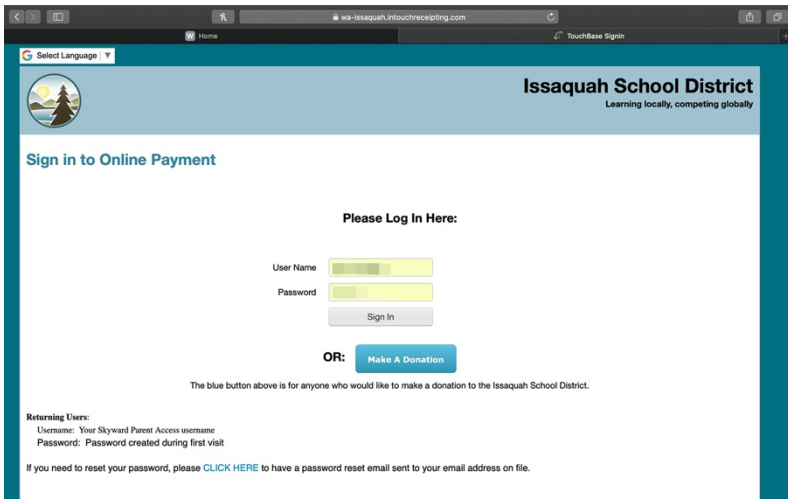 wa-issaquah.intouchreceipting.com
W Home
TouchBase Signin
G Select Language ▼
Issaquah School District
Learning locally, competing globally
Sign in to Online Payment
Please Log In Here:
User Name
Password
Sign In
OR: Make A Donation
The blue button above is for anyone who would like to make a donation to the Issaquah School District.
Returning Users:
Username: Your Skyward Parent Access username
Password: Password created during first visit
If you need to reset your password, please CLICK HERE to have a password reset email sent to your email address on file.